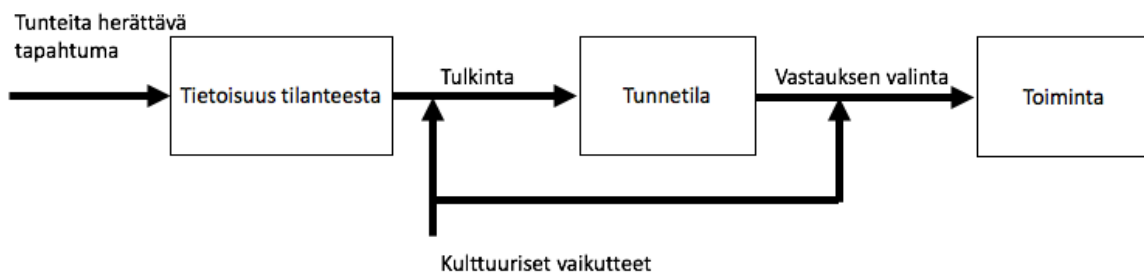 Tunteita herättävä
tapahtuma
Tietoisuus tilanteesta
Tulkinta
Tunnetila
Vastauksen valinta
Toiminta
Kulttuuriset vaikutteet